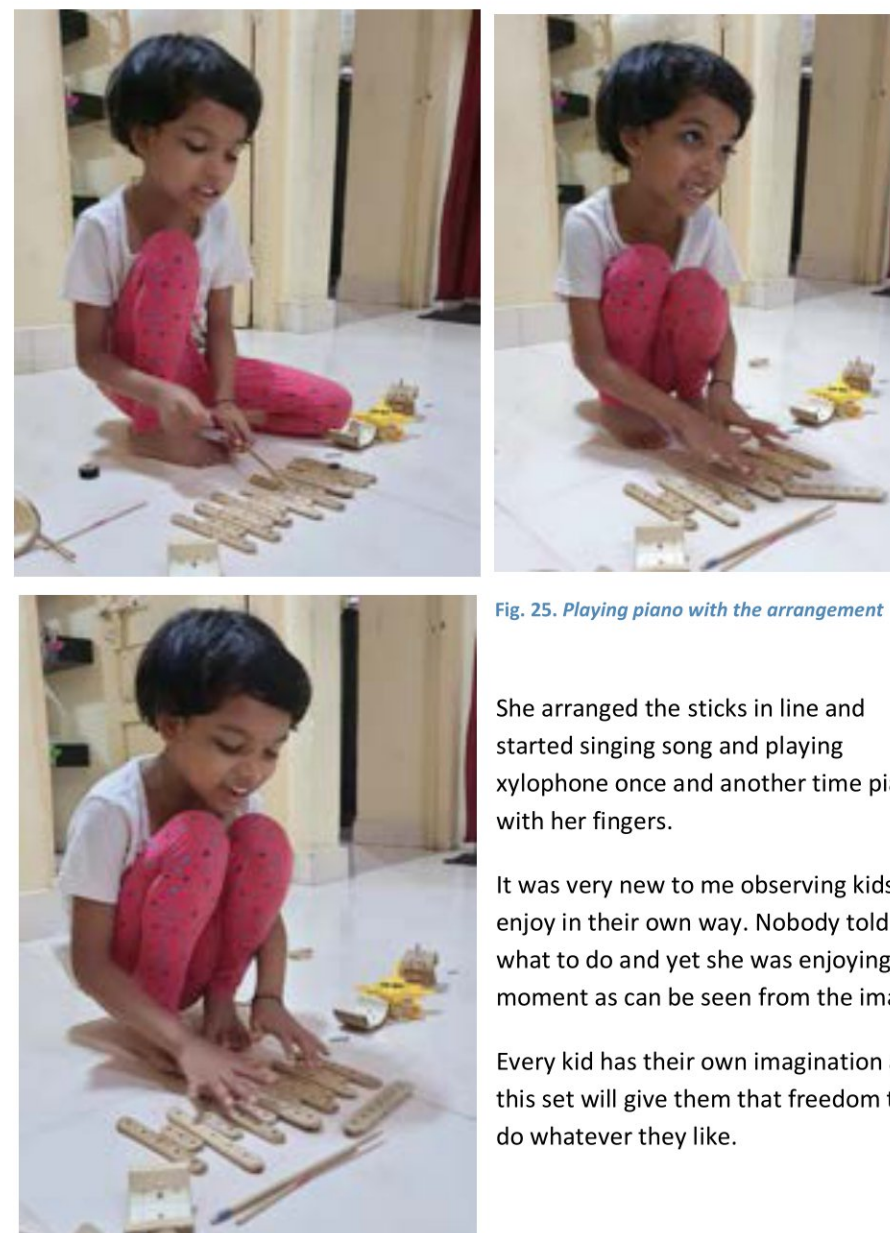 Fig. 25. Playing piano with the arrangement
She arranged the sticks in line and
started singing song and playing
xylophone once and another time
with her fingers.
It was very new to me observing kids
enjoy in their own way. Nobody told
what to do and yet she was enjoying
moment as can be seen from the
Every kid has their own imagination
this set will give them that freedom
do whatever they like.